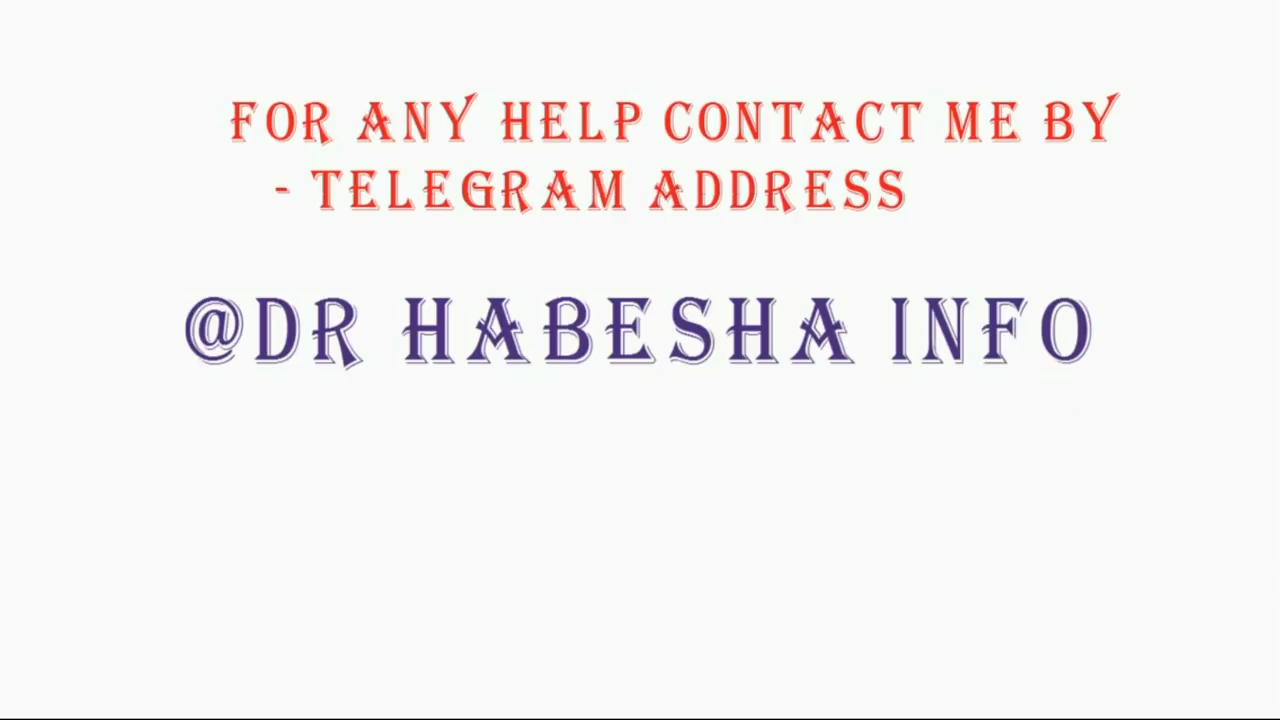 FOR ANY HELP CONTACT ME BY
- TELEGRAM ADDRESS
@DR HABESHA INFO